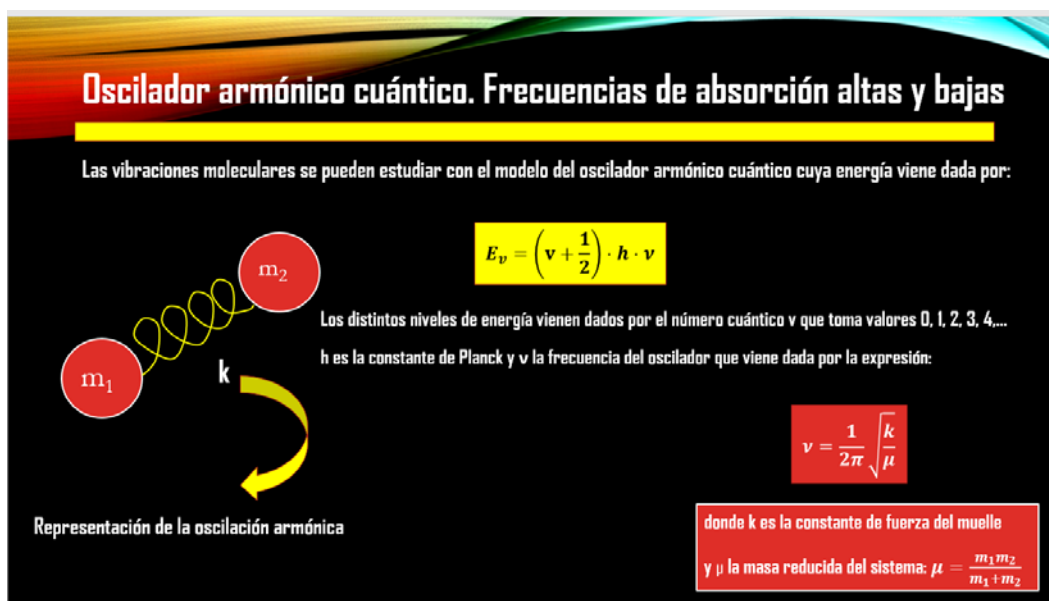 Oscilador armónico cuántico. Frecuencias de absorción altas y bajas
Las vibraciones moleculares se pueden estudiar con el modelo del oscilador armónico cuántico cuya energía viene dada por:
E_v = (v + 1/2) · h · ν
m₂
Los distintos niveles de energía vienen dados por el número cuántico v que toma valores 0, 1, 2, 3, 4,...
h es la constante de Planck y ν la frecuencia del oscilador que viene dada por la expresión:
m₁
k
ν = 1/2π √k/μ
Representación de la oscilación armónica
donde k es la constante de fuerza del muelle
y μ la masa reducida del sistema: μ = m₁m₂/m₁+m₂